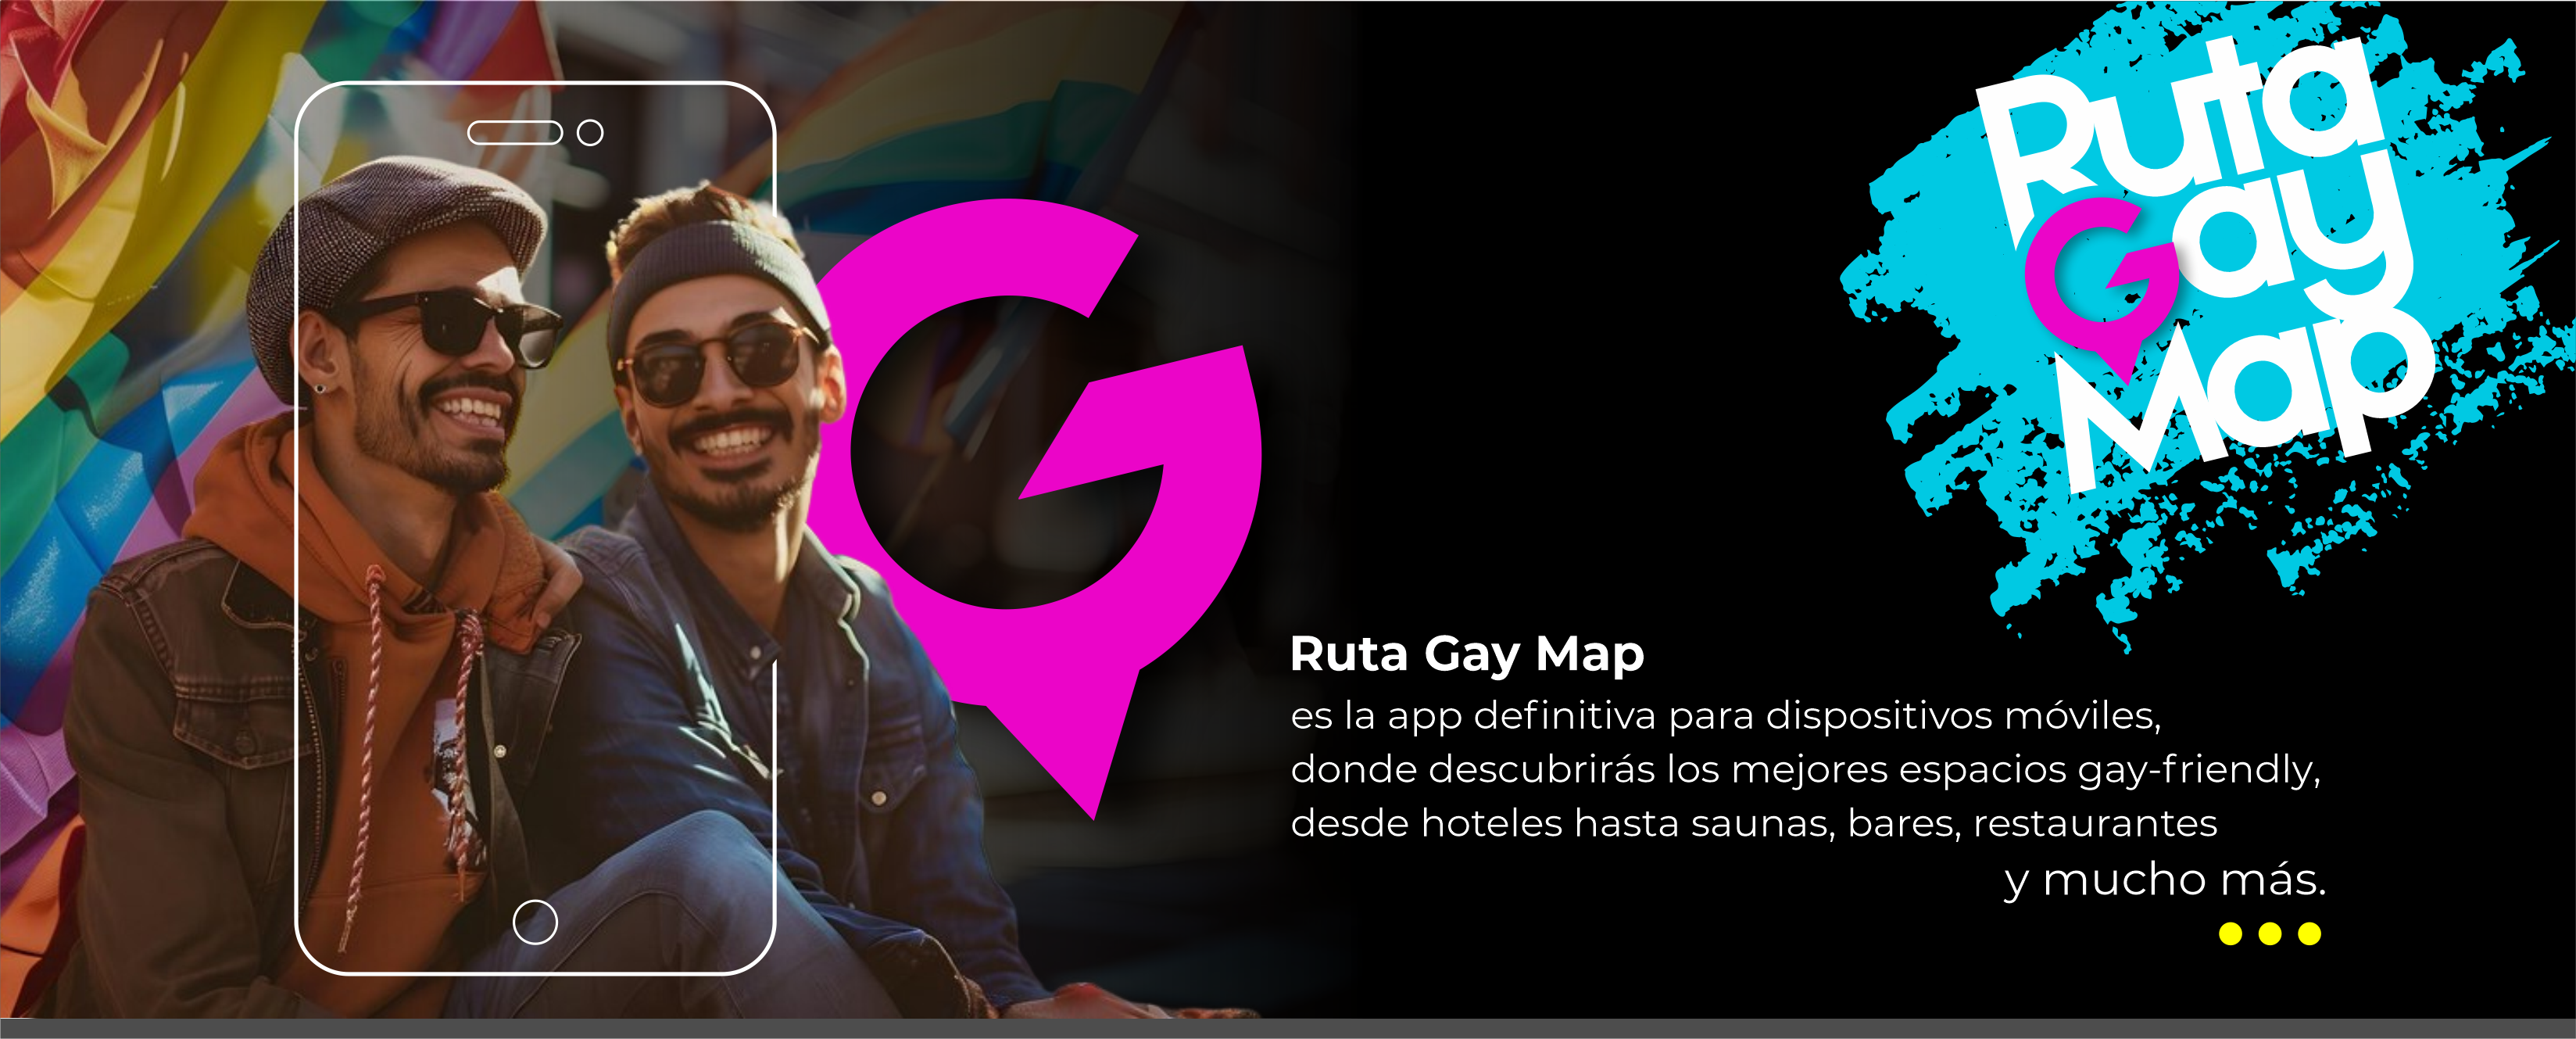 Ruta
Gay
Map
G
Ruta Gay Map
es la app definitiva para dispositivos móviles,
donde descubrirás los mejores espacios gay-friendly,
desde hoteles hasta saunas, bares, restaurantes
y mucho más.